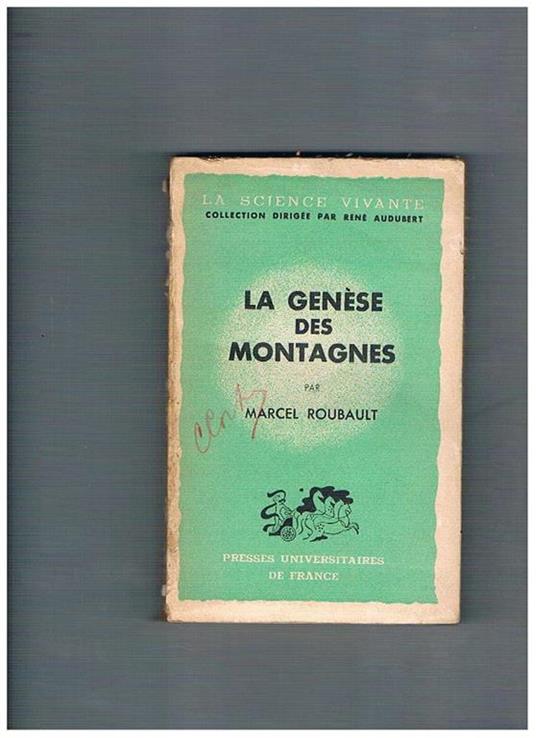 LA SCIENCE VIVANTE
COLLECTION DIRIGÉE PAR RENÉ AUDUBERT
LA GENÈSE
DES
MONTAGNES
PAR
MARCEL ROUBAULT
PRESSES UNIVERSITAIRES
DE FRANCE